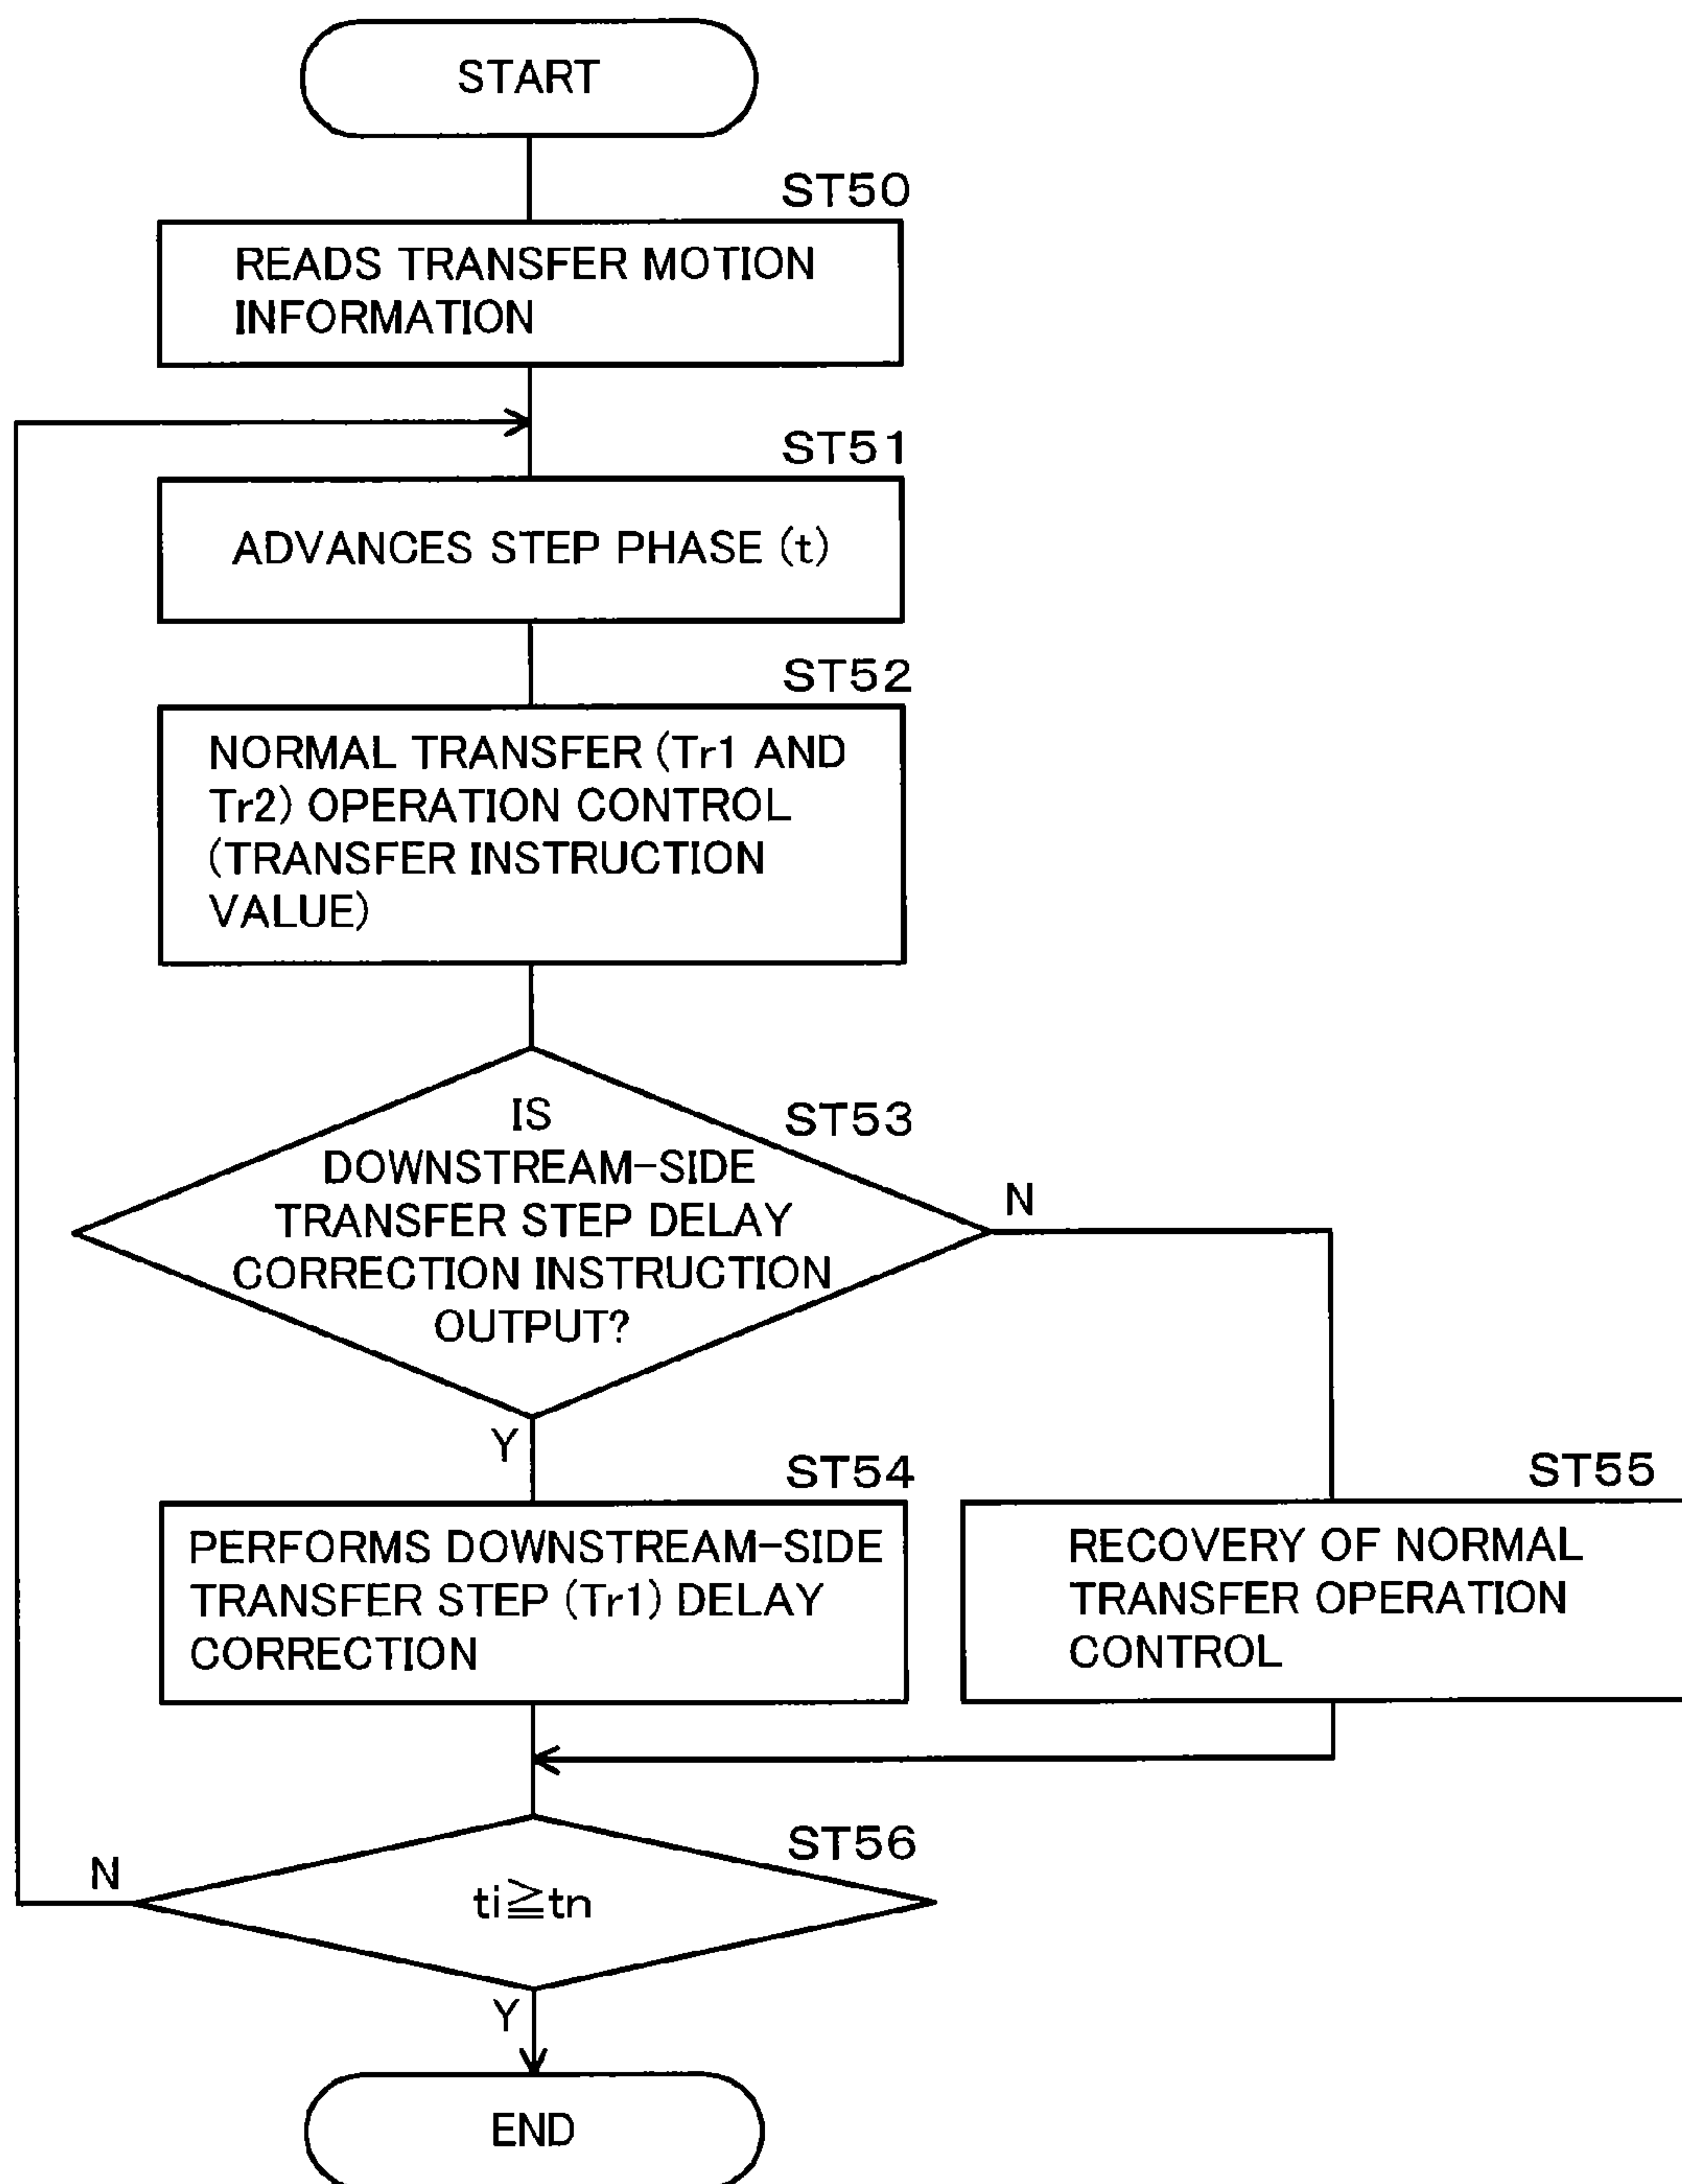 START
ST50
READS TRANSFER MOTION
INFORMATION
ST51
ADVANCES STEP PHASE (t)
ST52
NORMAL TRANSFER (Tr1 AND
Tr2) OPERATION CONTROL
(TRANSFER INSTRUCTION
VALUE)
ST53
IS
DOWNSTREAM-SIDE
TRANSFER STEP DELAY
CORRECTION INSTRUCTION
OUTPUT?
N
Y
ST54
PERFORMS DOWNSTREAM-SIDE
TRANSFER STEP (Tr1) DELAY
CORRECTION
ST55
RECOVERY OF NORMAL
TRANSFER OPERATION
CONTROL
ST56
N
ti≧tn
Y
END